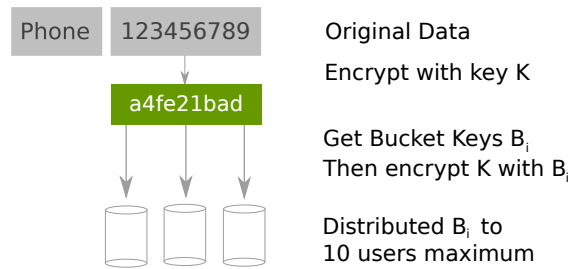 Phone 123456789 Original Data
Encrypt with key K
a4fe21bad
Get Bucket Keys Bi
Then encrypt K with Bi
Distributed Bi to
10 users maximum